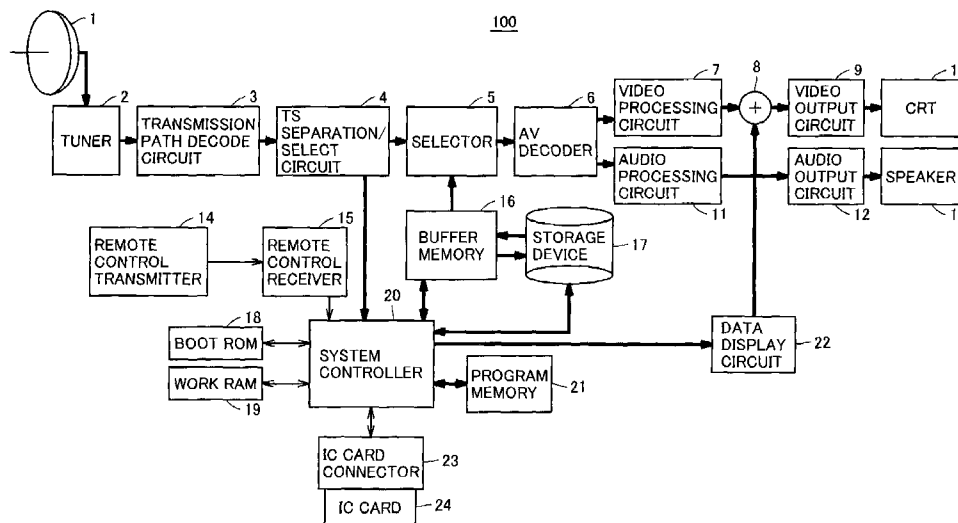 100
1
2
TUNER
3
TRANSMISSION
PATH DECODE
CIRCUIT
4
TS
SEPARATION/
SELECT
CIRCUIT
5
SELECTOR
6
AV
DECODER
7
VIDEO
PROCESSING
CIRCUIT
8
+
9
VIDEO
OUTPUT
CIRCUIT
1
CRT
AUDIO
PROCESSING
CIRCUIT
11
AUDIO
OUTPUT
CIRCUIT
12
SPEAKER
1
14
REMOTE
CONTROL
TRANSMITTER
15
REMOTE
CONTROL
RECEIVER
16
BUFFER
MEMORY
STORAGE
DEVICE
17
18
BOOT ROM
WORK RAM
19
20
SYSTEM
CONTROLLER
PROGRAM
MEMORY
21
DATA
DISPLAY
CIRCUIT
22
IC CARD
CONNECTOR
23
IC CARD
24